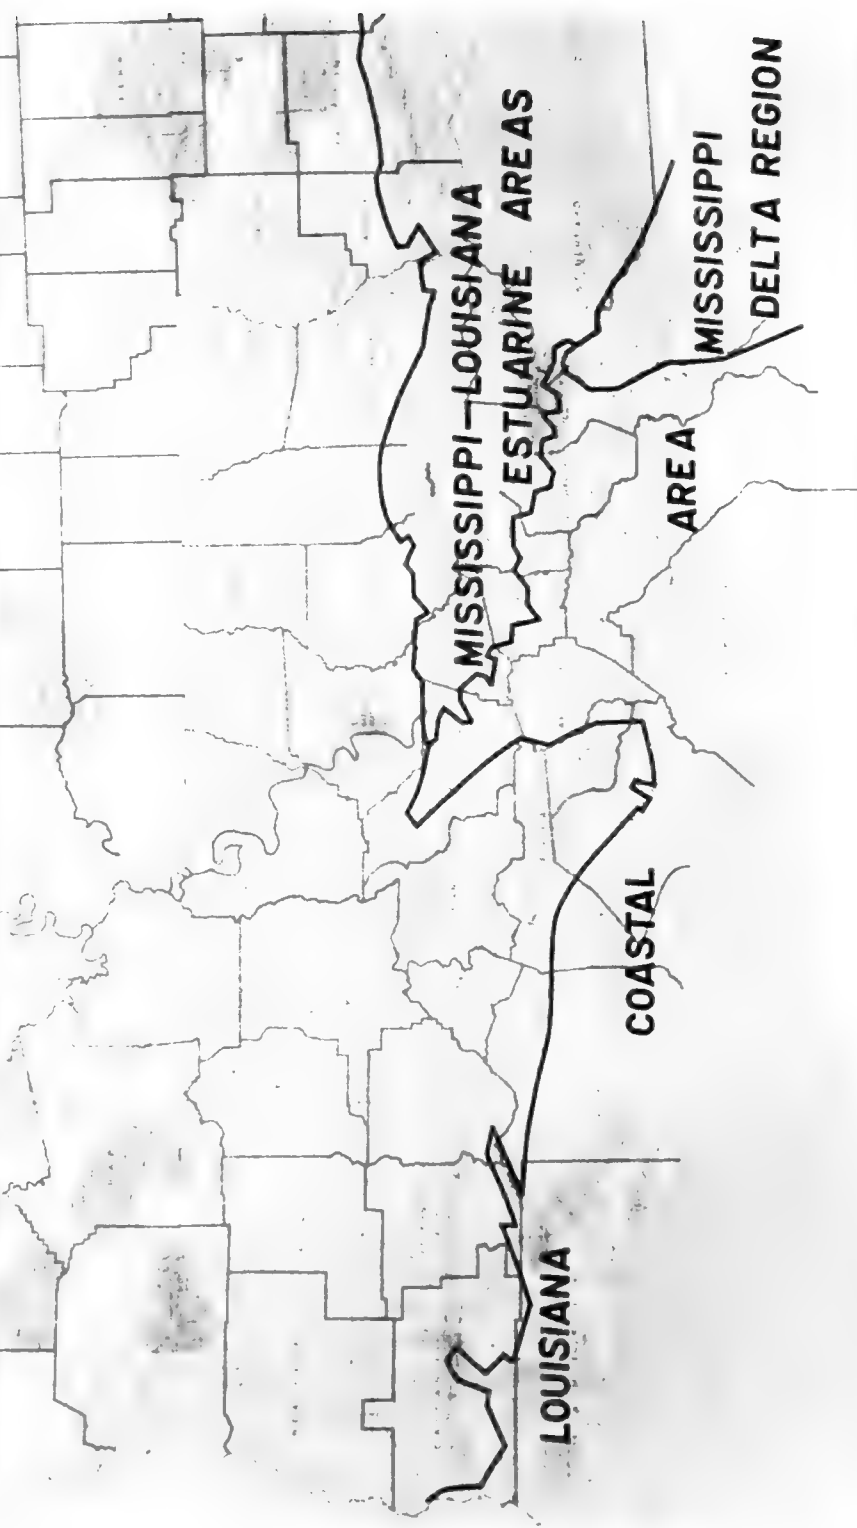 MISSISSIPPI—LOUISIANA
ESTUARINE AREAS
MISSISSIPPI
DELTA REGION
LOUISIANA COASTAL AREA